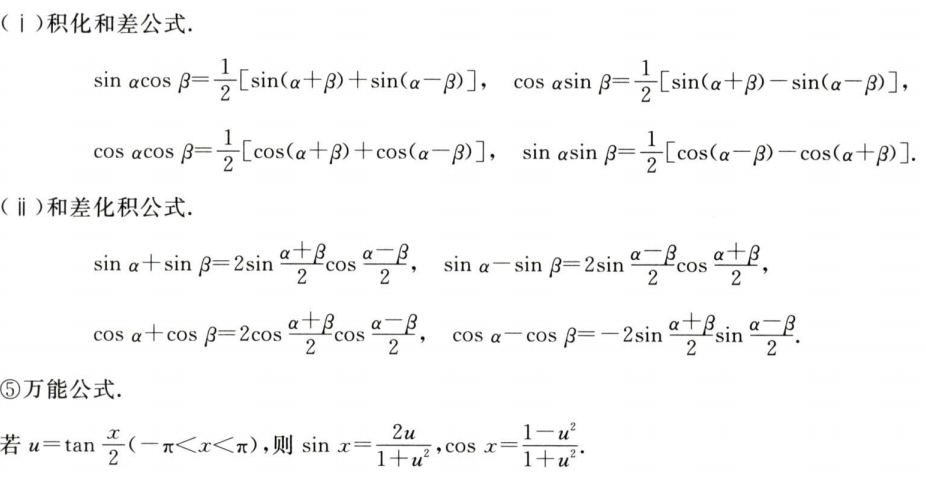 (ⅰ)积化和差公式.
sin αcos β=1/2[sin(α+β)+sin(α−β)], cos αsin β=1/2[sin(α+β)−sin(α−β)],
cos αcos β=1/2[cos(α+β)+cos(α−β)], sin αsin β=1/2[cos(α−β)−cos(α+β)].
(ⅱ)和差化积公式.
sin α+sin β=2sin (α+β)/2 cos (α−β)/2, sin α−sin β=2sin (α−β)/2 cos (α+β)/2,
cos α+cos β=2cos (α+β)/2 cos (α−β)/2, cos α−cos β=−2sin (α+β)/2 sin (α−β)/2.
⑤万能公式.
若 u=tan x/2 (−π<x<π),则 sin x=2u/(1+u²),cos x=(1−u²)/(1+u²).